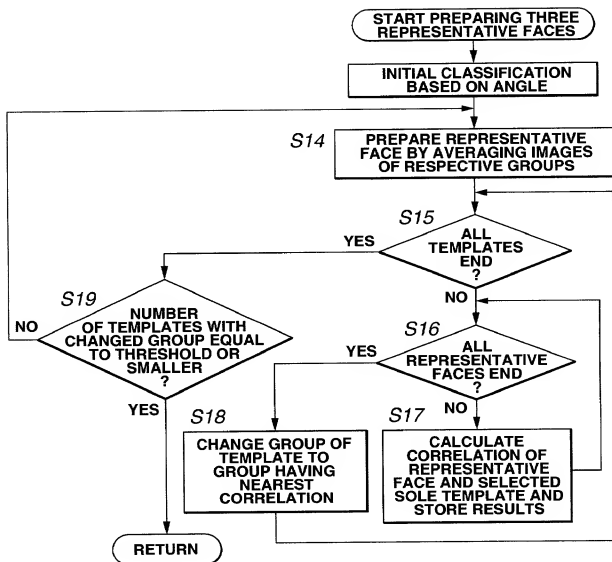 START PREPARING THREE
REPRESENTATIVE FACES
INITIAL CLASSIFICATION
BASED ON ANGLE
S14
PREPARE REPRESENTATIVE
FACE BY AVERAGING IMAGES
OF RESPECTIVE GROUPS
S15
YES
ALL
TEMPLATES
END
?
NO
S19
NO
NUMBER
OF TEMPLATES WITH
CHANGED GROUP EQUAL
TO THRESHOLD OR
SMALLER
?
YES
S16
YES
ALL
REPRESENTATIVE
FACES END
?
NO
S18
CHANGE GROUP OF
TEMPLATE TO
GROUP HAVING
NEAREST
CORRELATION
S17
CALCULATE
CORRELATION OF
REPRESENTATIVE
FACE AND SELECTED
SOLE TEMPLATE AND
STORE RESULTS
RETURN